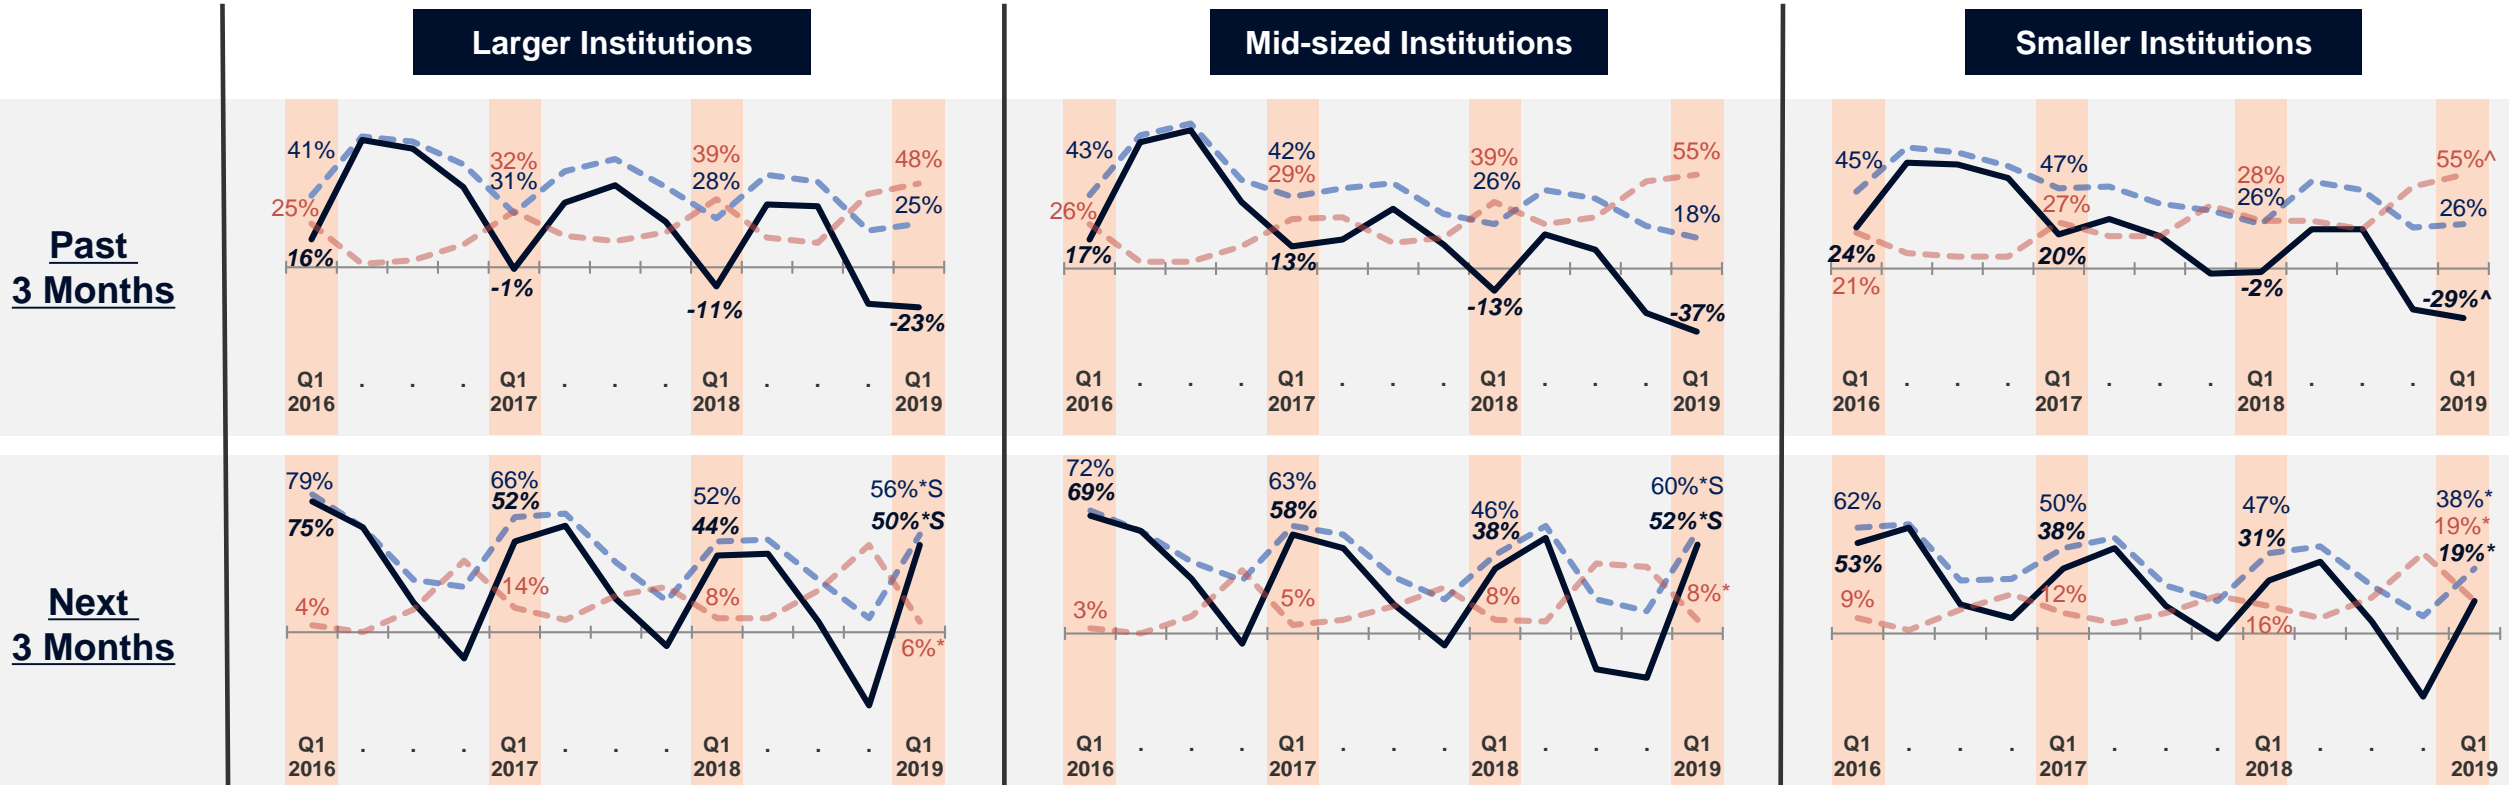 Larger Institutions
Mid-sized Institutions
Smaller Institutions
Past
3 Months
41%
25%
16%
32%
31%
-1%
39%
28%
-11%
48%
25%
-23%
Q1 . . . Q1 . . . Q1 . . . Q1
2016 2017 2018 2019
43%
26%
17%
42%
29%
13%
39%
26%
-13%
55%
18%
-37%
Q1 . . . Q1 . . . Q1 . . . Q1
2016 2017 2018 2019
45%
24%
21%
47%
27%
20%
28%
26%
-2%
55%^
26%
-29%^
Q1 . . . Q1 . . . Q1 . . . Q1
2016 2017 2018 2019
Next
3 Months
79%
75%
4%
66%
52%
14%
52%
44%
8%
56%*S
50%*S
6%*
Q1 . . . Q1 . . . Q1 . . . Q1
2016 2017 2018 2019
72%
69%
3%
63%
58%
5%
46%
38%
8%
60%*S
52%*S
8%*
Q1 . . . Q1 . . . Q1 . . . Q1
2016 2017 2018 2019
62%
53%
9%
50%
38%
12%
47%
31%
16%
38%*
19%*
19%*
Q1 . . . Q1 . . . Q1 . . . Q1
2016 2017 2018 2019